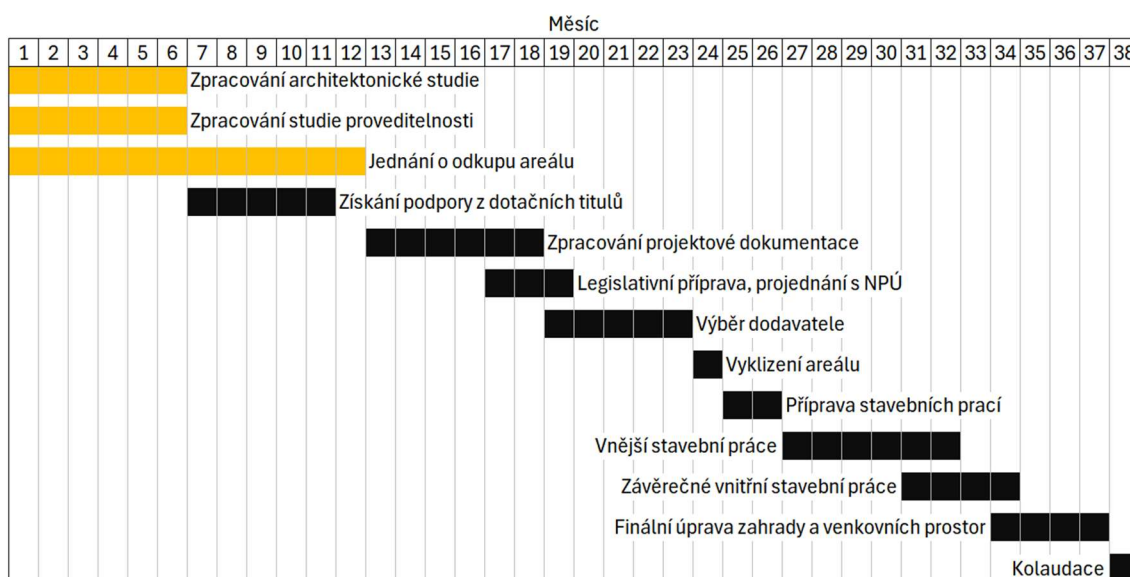 Měsíc
1 2 3 4 5 6 7 8 9 10 11 12 13 14 15 16 17 18 19 20 21 22 23 24 25 26 27 28 29 30 31 32 33 34 35 36 37 38
Zpracování architektonické studie
Zpracování studie proveditelnosti
Jednání o odkupu areálu
Získání podpory z dotačních titulů
Zpracování projektové dokumentace
Legislativní příprava, projednání s NPÚ
Výběr dodavatele
Vyklizení areálu
Příprava stavebních prací
Vnější stavební práce
Závěrečné vnitřní stavební práce
Finální úprava zahrady a venkovních prostor
Kolaudace